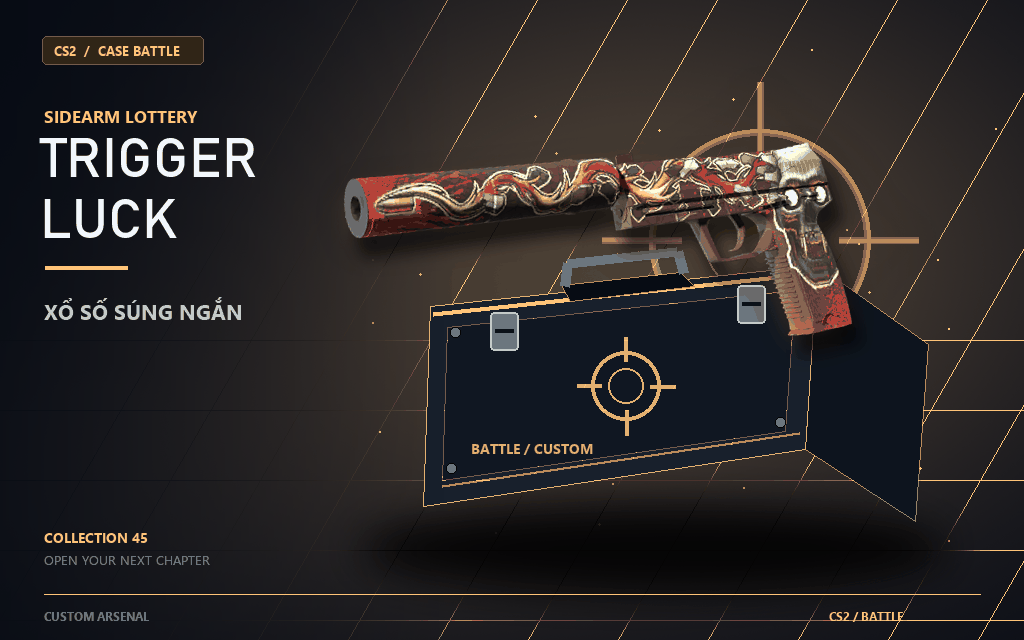 CS2 / CASE BATTLE
SIDEARM LOTTERY
TRIGGER
LUCK
XỔ SỐ SÚNG NGẮN
BATTLE / CUSTOM
COLLECTION 45
OPEN YOUR NEXT CHAPTER
CUSTOM ARSENAL
CS2 / BATTLE